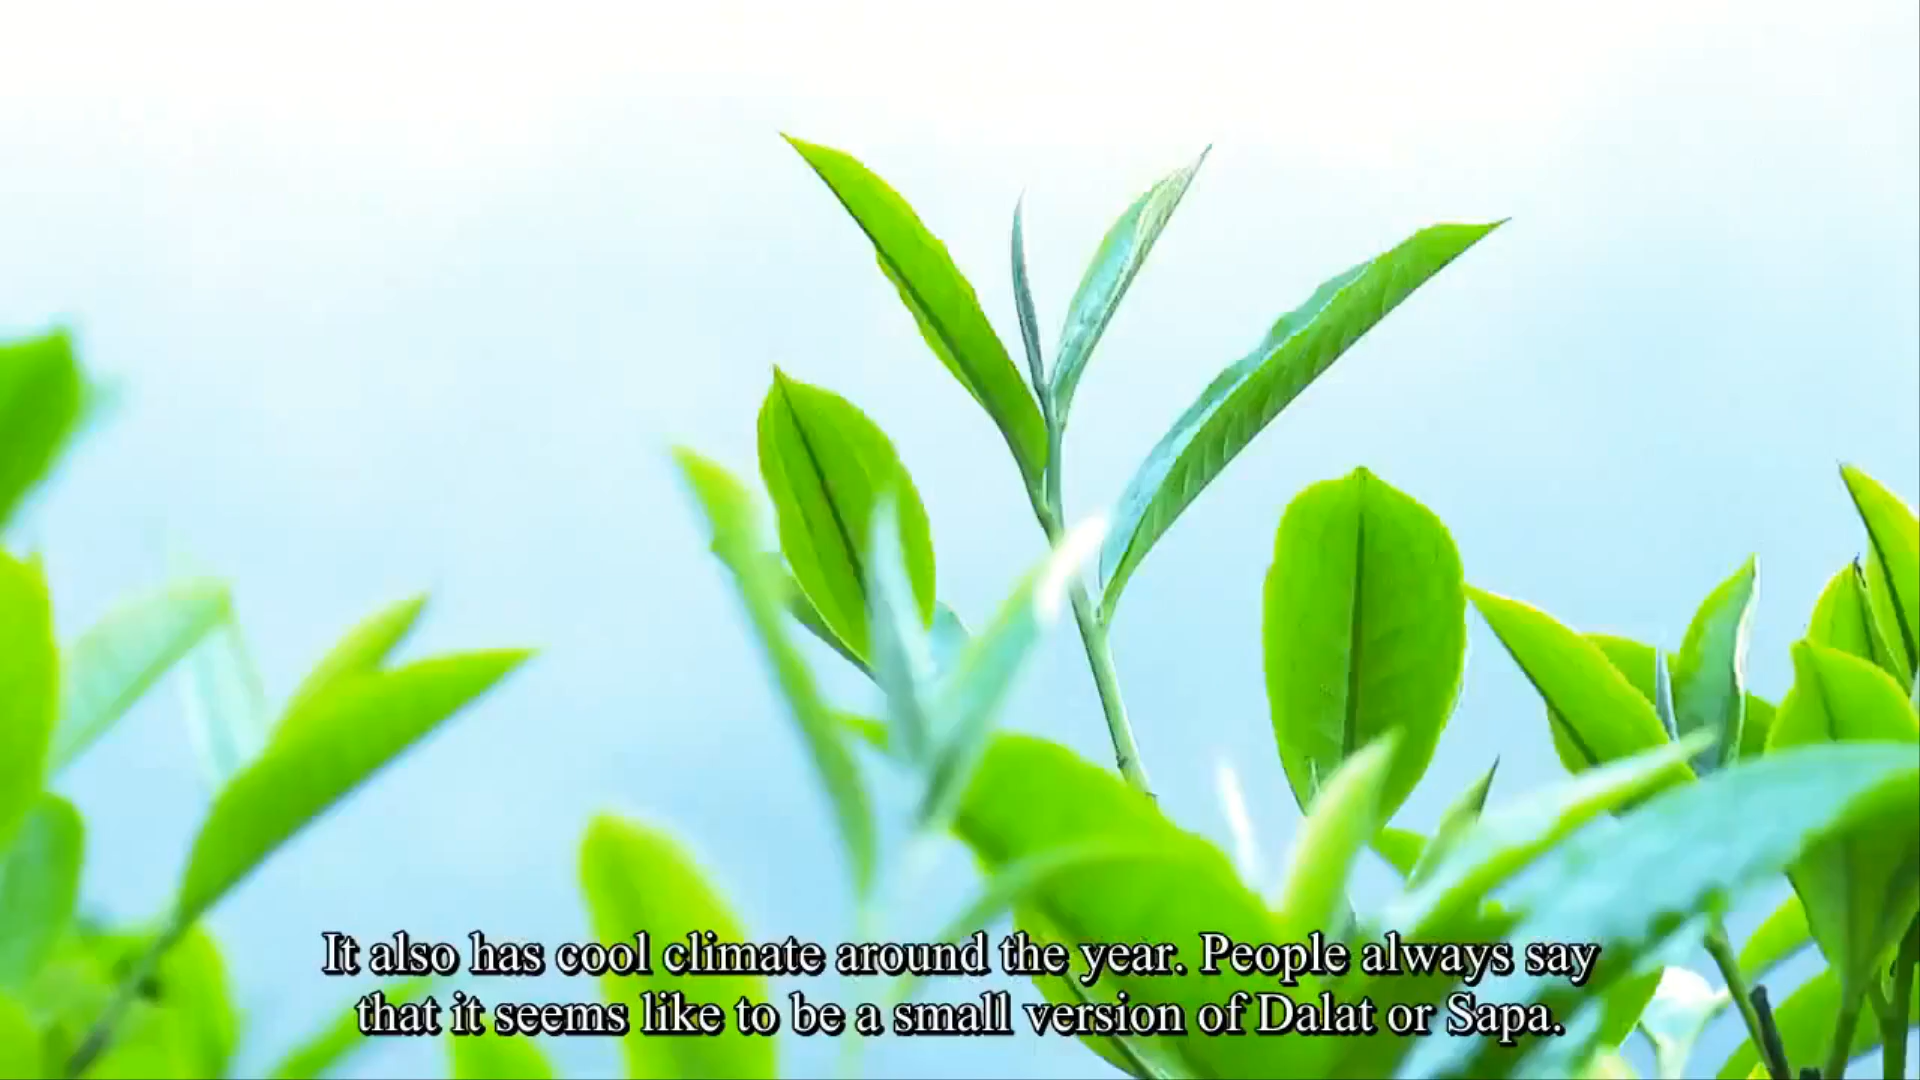 It also has cool climate around the year. People always say
that it seems like to be a small version of Dalat or Sapa.